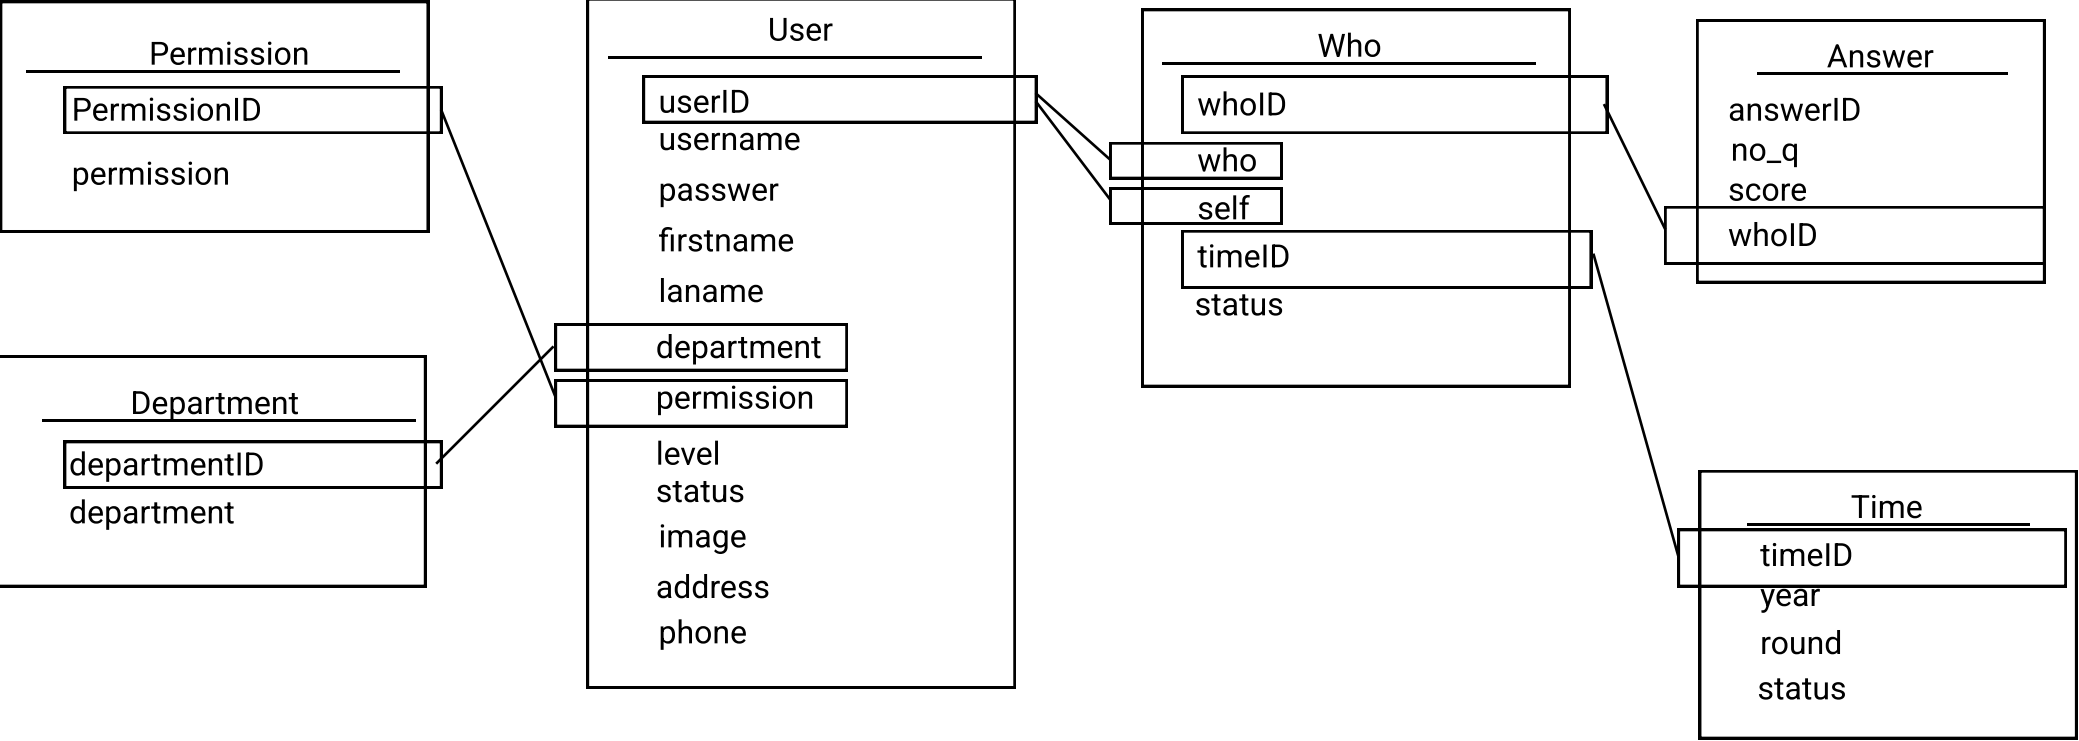 Permission
PermissionID
permission
Department
departmentID
department
User
userID
username
passwer
firstname
laname
department
permission
level
status
image
address
phone
Who
whoID
who
self
timeID
status
Answer
answerID
no_q
score
whoID
Time
timeID
year
round
status